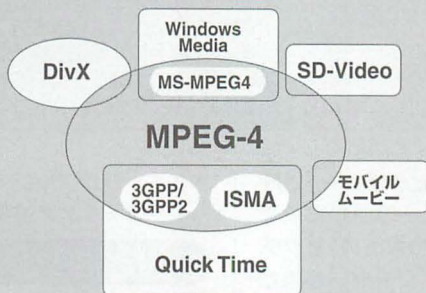 Windows
Media
DivX
MS-MPEG4
SD-Video
MPEG-4
3GPP/
3GPP2
ISMA
モバイル
ムービー
Quick Time